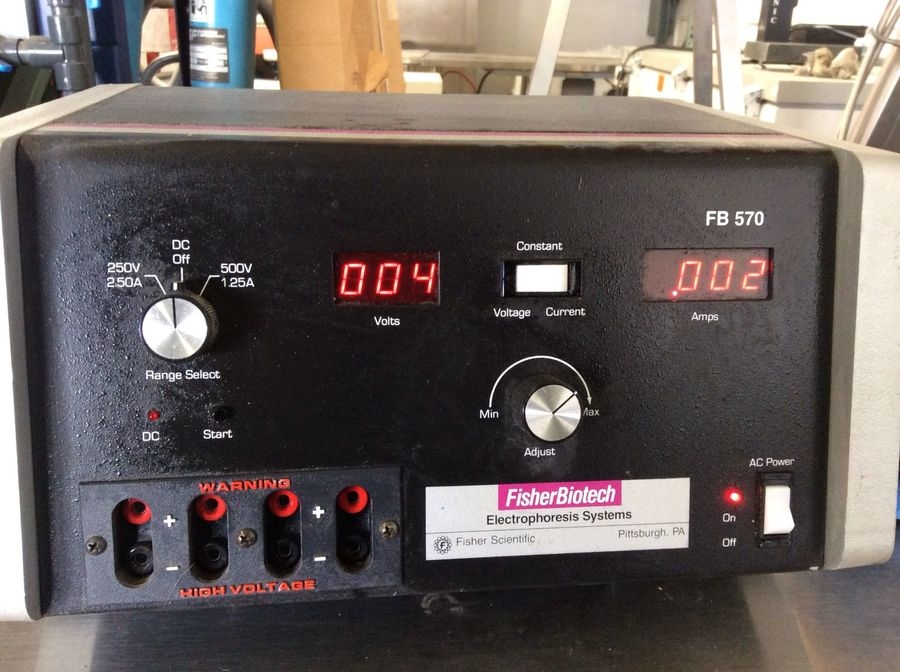 FB 570
DC
Off
250V
2.50A
500V
1.25A
Range Select
004
Volts
Constant
Voltage Current
.002
Amps
Min
Max
Adjust
DC
Start
AC Power
On
Off
WARNING
+ +
- -
HIGH VOLTAGE
FisherBiotech
Electrophoresis Systems
F Fisher Scientific
Pittsburgh, PA